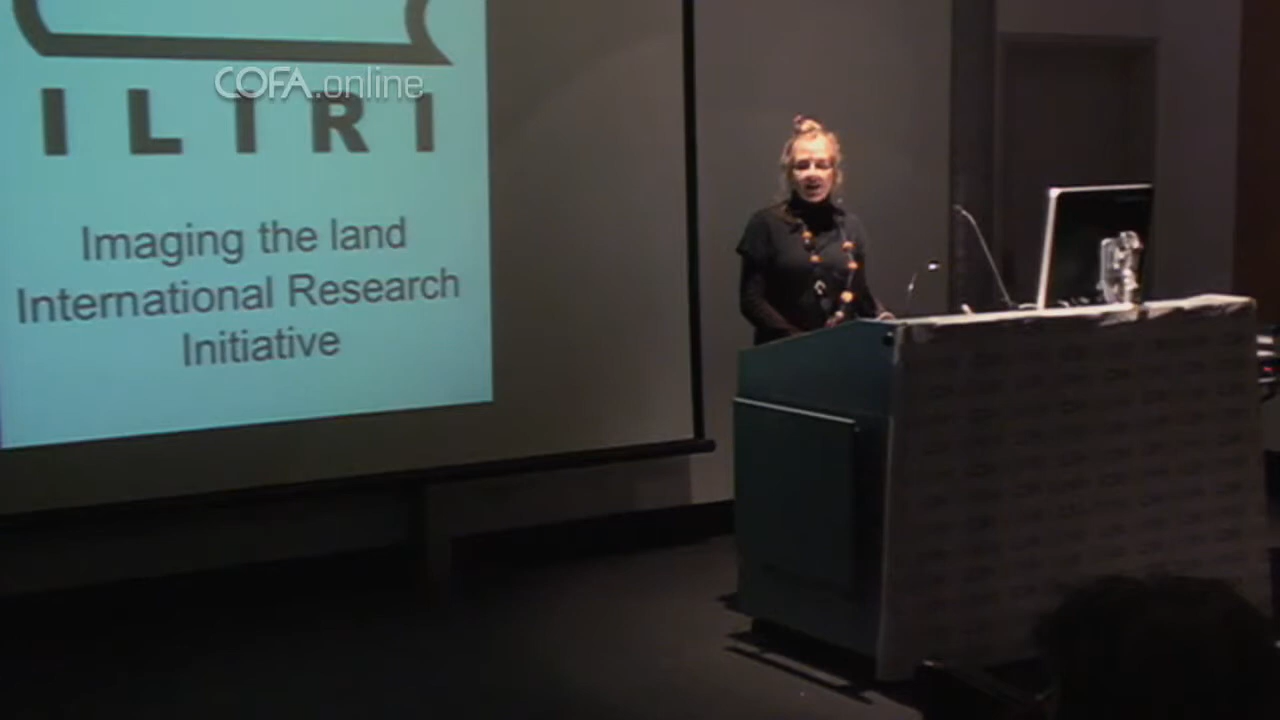 COFA.online
ILIRI
Imaging the land
International Research
Initiative